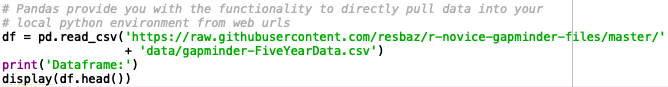 # Pandas provide you with the functionality to directly pull data into your
# local python environment from web urls
df = pd.read_csv('https://raw.githubusercontent.com/resbaz/r-novice-gapminder-files/master/'
+ 'data/gapminder-FiveYearData.csv')
print('Dataframe:')
display(df.head())